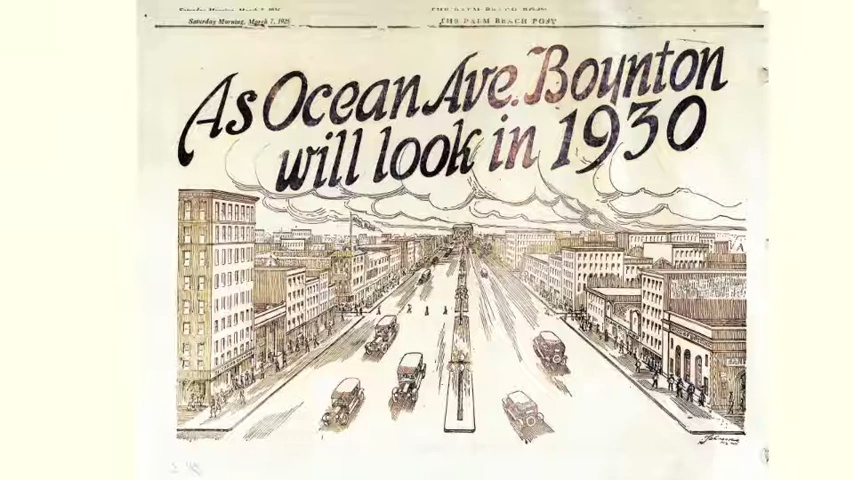 Saturday Morning, March 7, 1925
THE PALM BEACH POST
As Ocean Ave. Boynton
will look in 1930